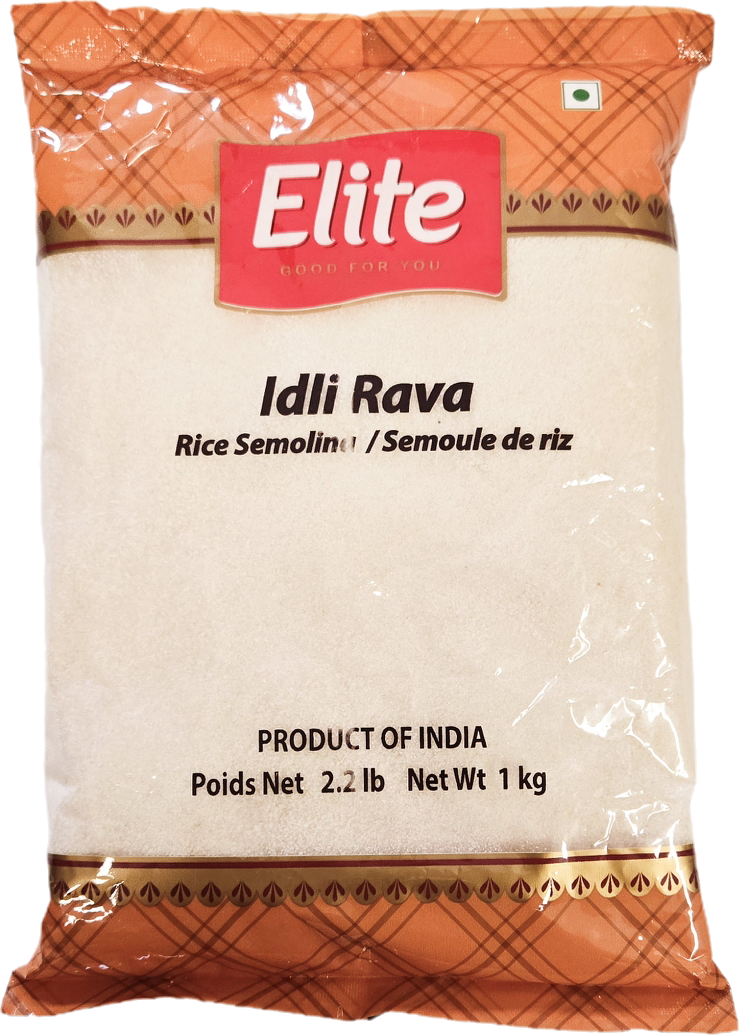 Elite
GOOD FOR YOU
Idli Rava
Rice Semolina / Semoule de riz
PRODUCT OF INDIA
Poids Net 2.2 lb Net Wt 1 kg